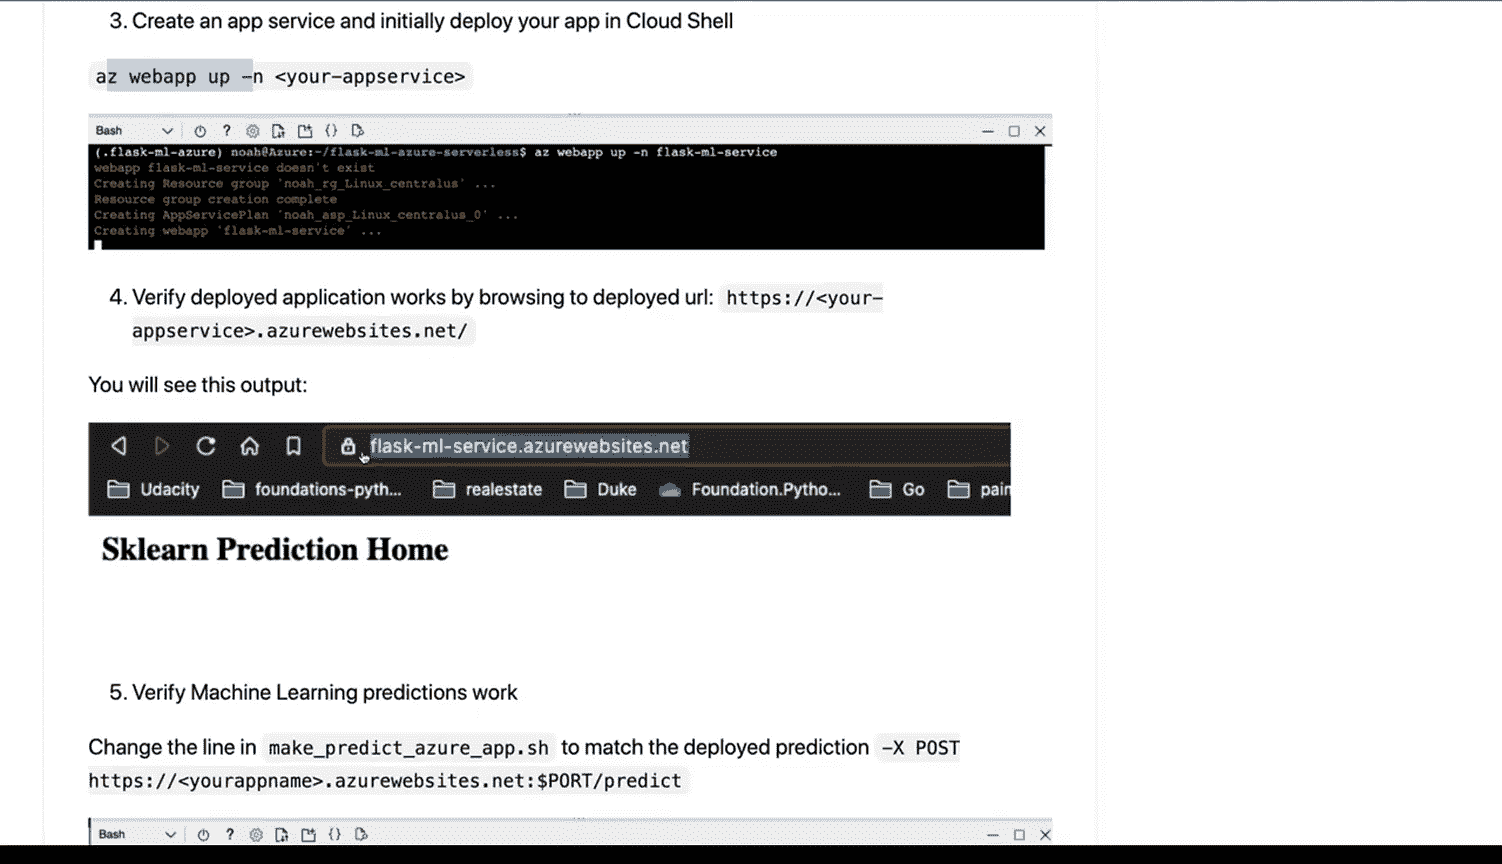 3. Create an app service and initially deploy your app in Cloud Shell
az webapp up -n <your-appservice>
Bash
(.flask-ml-azure) noah@Azure:~/flask-ml-azure-serverless$ az webapp up -n flask-ml-service
webapp flask-ml-service doesn't exist
Creating Resource group 'noah_rg_Linux_centralus' ...
Resource group creation complete
Creating AppServicePlan 'noah_asp_Linux_centralus_0' ...
Creating webapp 'flask-ml-service' ...
4. Verify deployed application works by browsing to deployed url: https://<your-
appservice>.azurewebsites.net/
You will see this output:
flask-ml-service.azurewebsites.net
Udacity foundations-pyth... realestate Duke Foundation.Pytho... Go pain
Sklearn Prediction Home
5. Verify Machine Learning predictions work
Change the line in make_predict_azure_app.sh to match the deployed prediction -X POST
https://<yourappname>.azurewebsites.net:$PORT/predict
Bash